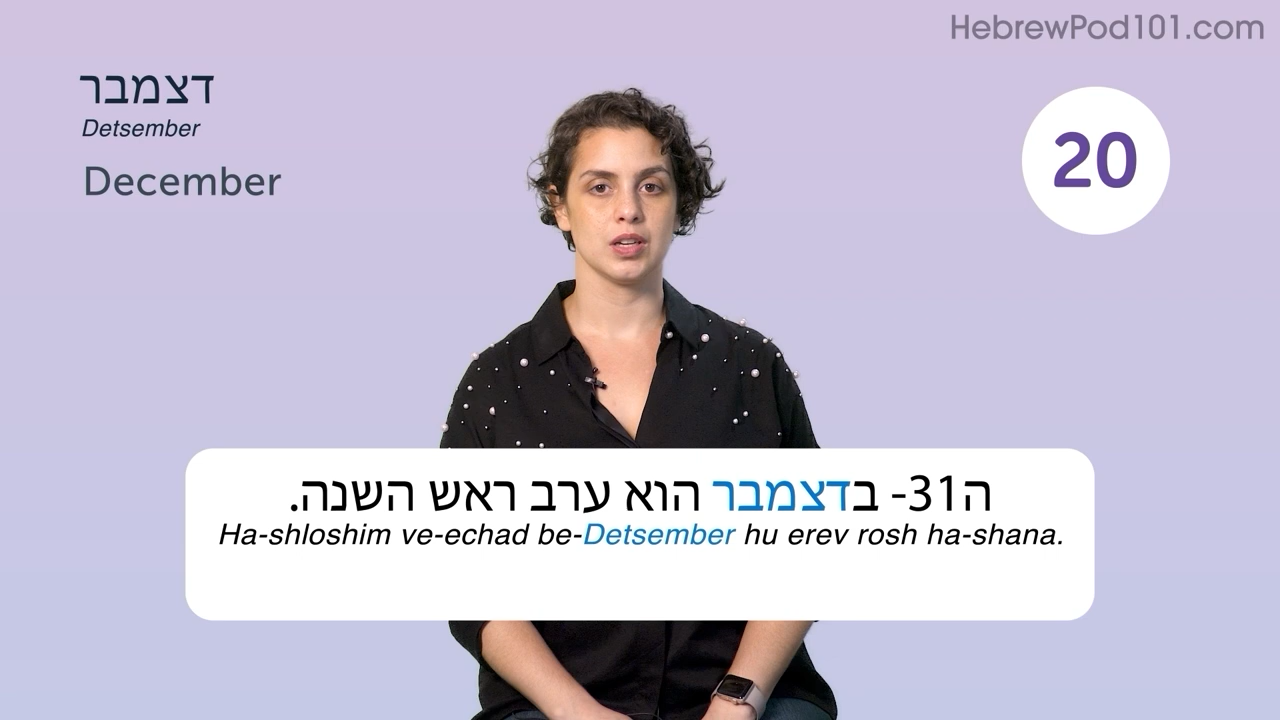 HebrewPod101.com
דצמבר
Detsember
December
20
ה31- בדצמבר הוא ערב ראש השנה.
Ha-shloshim ve-echad be-Detsember hu erev rosh ha-shana.